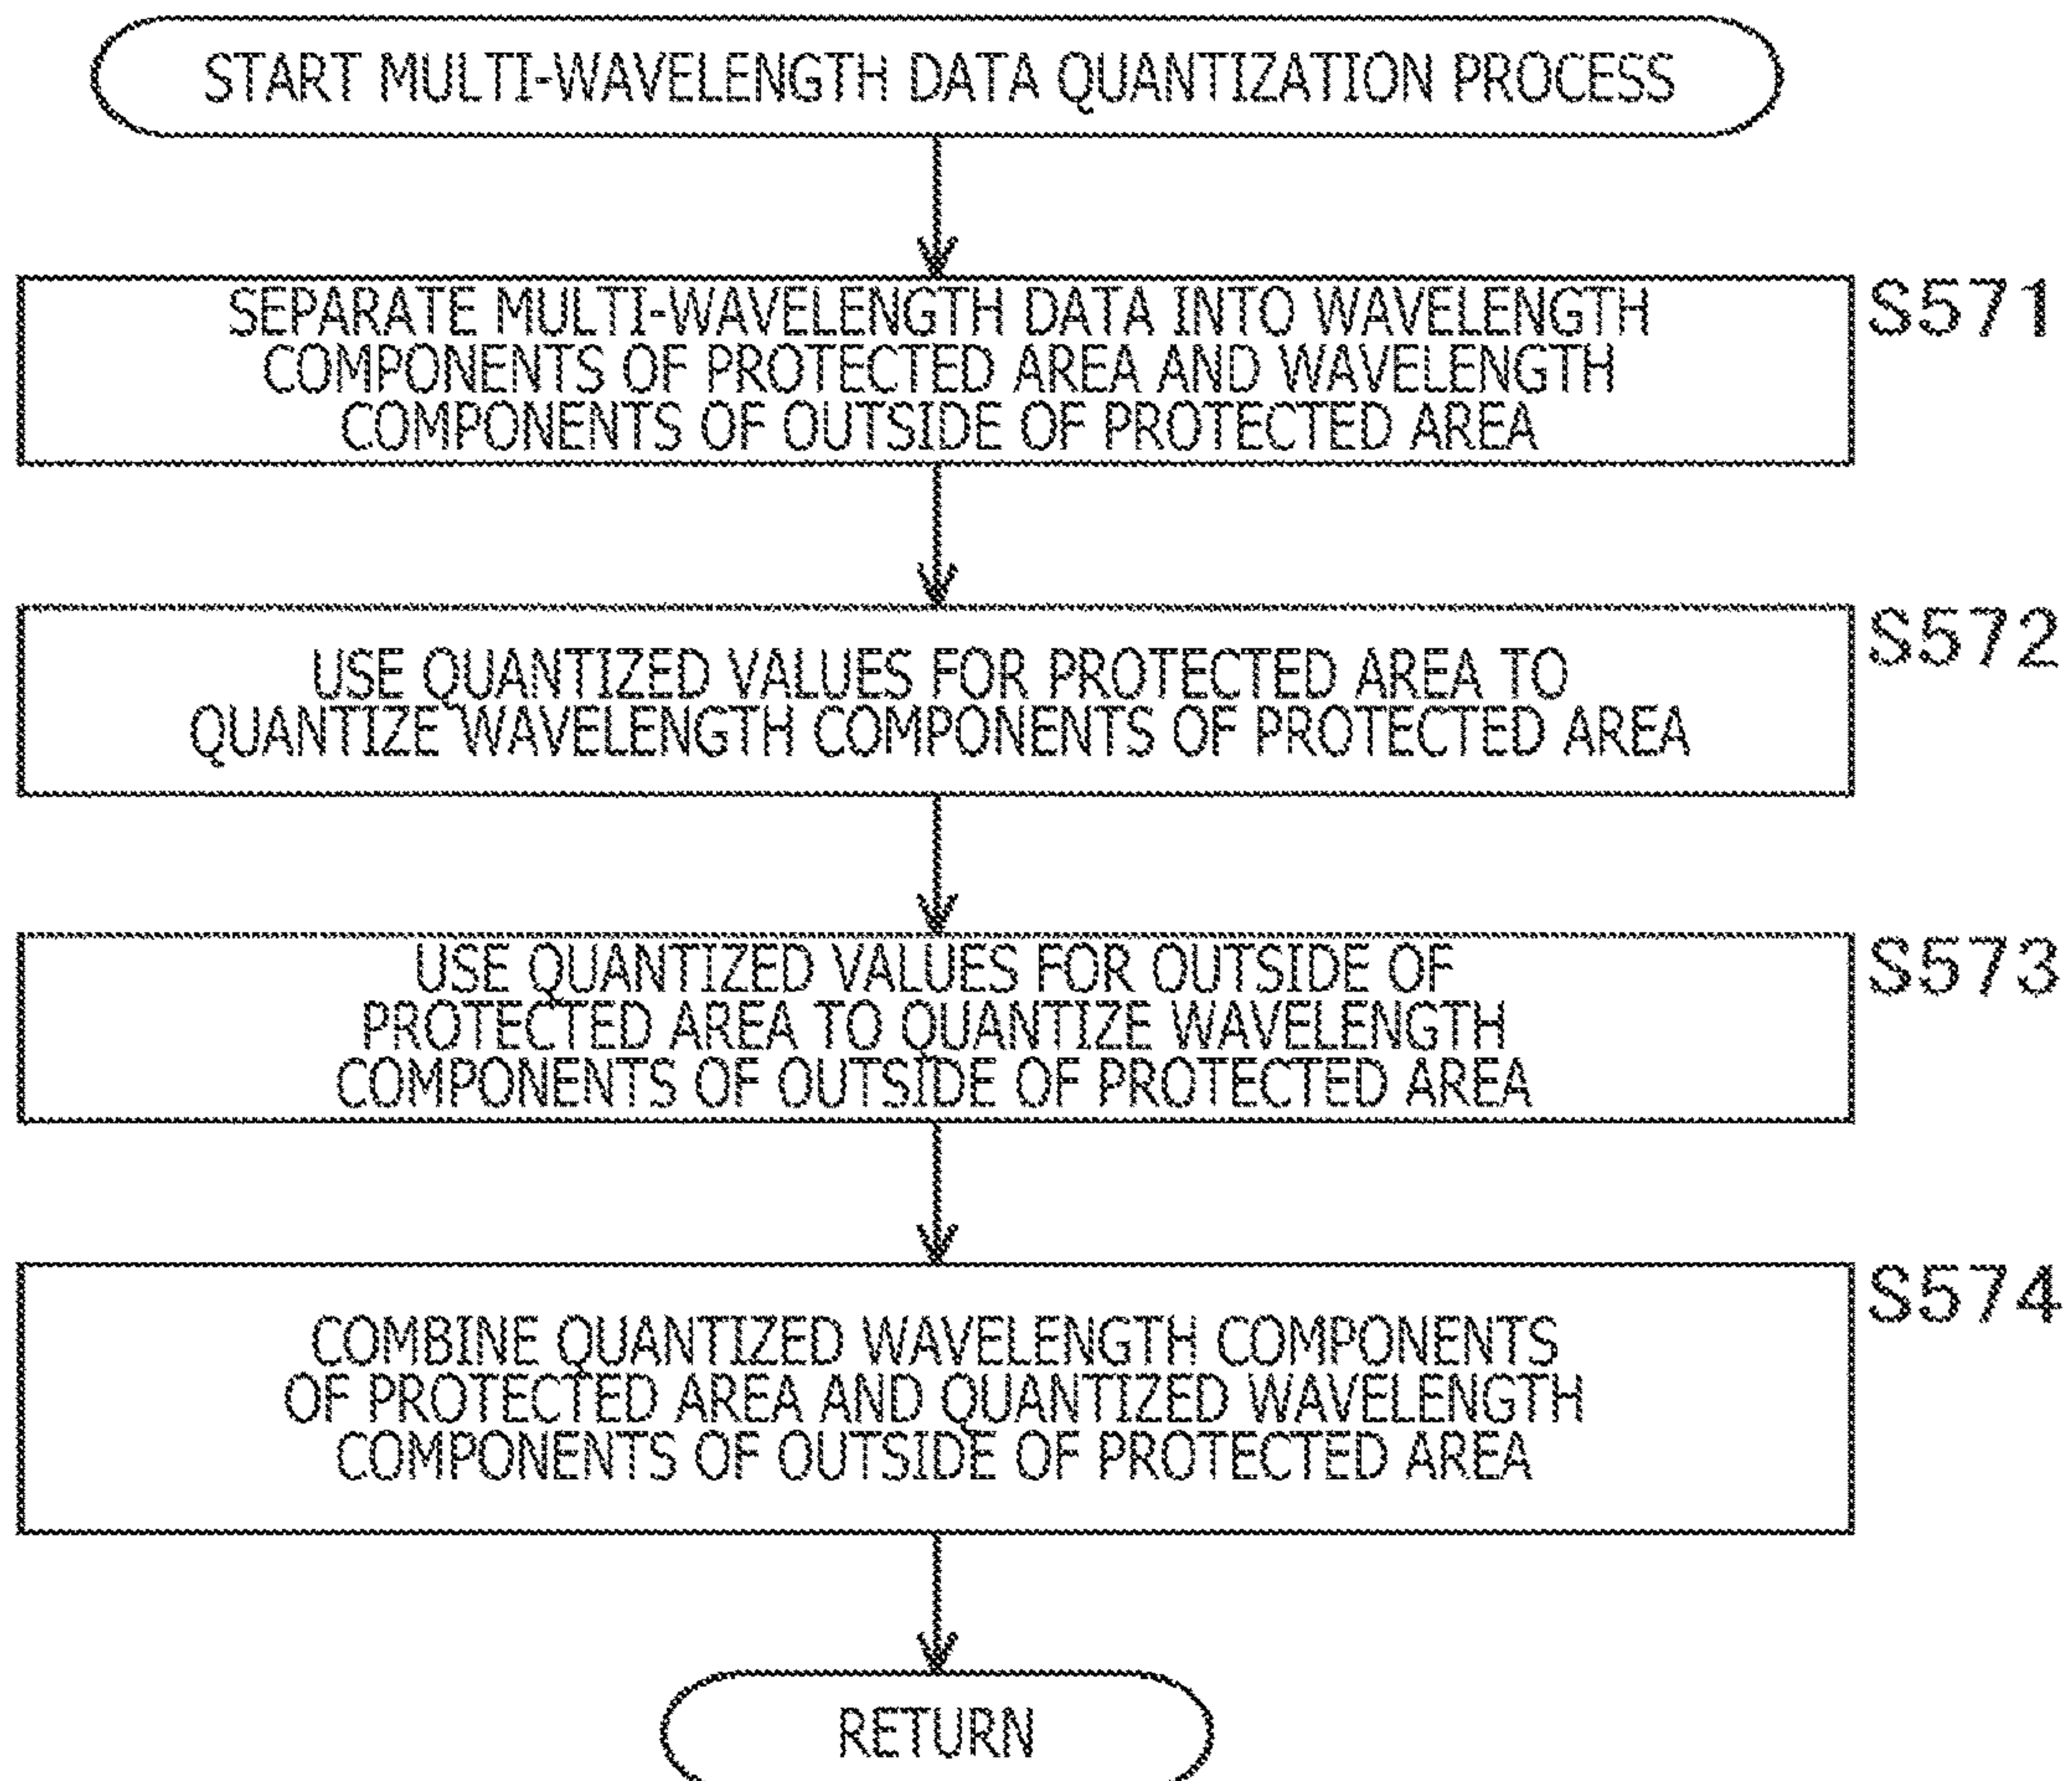 START MULTI-WAVELENGTH DATA QUANTIZATION PROCESS
SEPARATE MULTI-WAVELENGTH DATA INTO WAVELENGTH
COMPONENTS OF PROTECTED AREA AND WAVELENGTH
COMPONENTS OF OUTSIDE OF PROTECTED AREA
S571
USE QUANTIZED VALUES FOR PROTECTED AREA TO
QUANTIZE WAVELENGTH COMPONENTS OF PROTECTED AREA
S572
USE QUANTIZED VALUES FOR OUTSIDE OF
PROTECTED AREA TO QUANTIZE WAVELENGTH
COMPONENTS OF OUTSIDE OF PROTECTED AREA
S573
COMBINE QUANTIZED WAVELENGTH COMPONENTS
OF PROTECTED AREA AND QUANTIZED WAVELENGTH
COMPONENTS OF OUTSIDE OF PROTECTED AREA
S574
RETURN